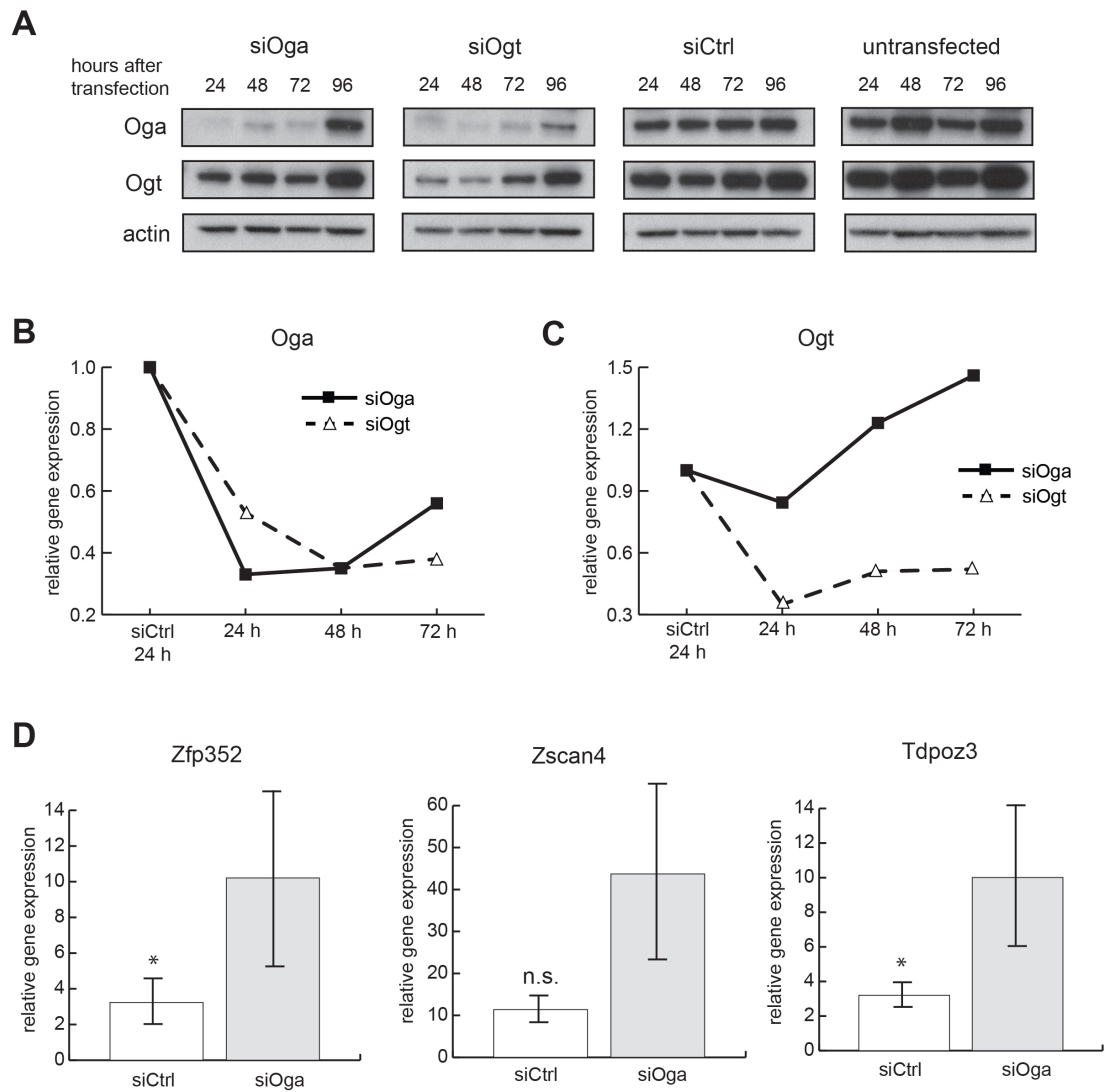 A
siOga siOgt siCtrl untransfected
hours after
transfection
24 48 72 96 24 48 72 96 24 48 72 96 24 48 72 96
Oga
Ogt
actin
B
Oga
relative gene expression
1.0
0.8
0.6
0.4
0.2
siOga
siOgt
siCtrl 24 h 48 h 72 h
24 h
C
Ogt
relative gene expression
1.5
1.2
0.9
0.6
0.3
siOga
siOgt
siCtrl 24 h 48 h 72 h
24 h
D
Zfp352
relative gene expression
14
12
10
8
6
4
2
0
*
siCtrl siOga
Zscan4
relative gene expression
60
50
40
30
20
10
0
n.s.
siCtrl siOga
Tdpoz3
relative gene expression
14
12
10
8
6
4
2
0
*
siCtrl siOga